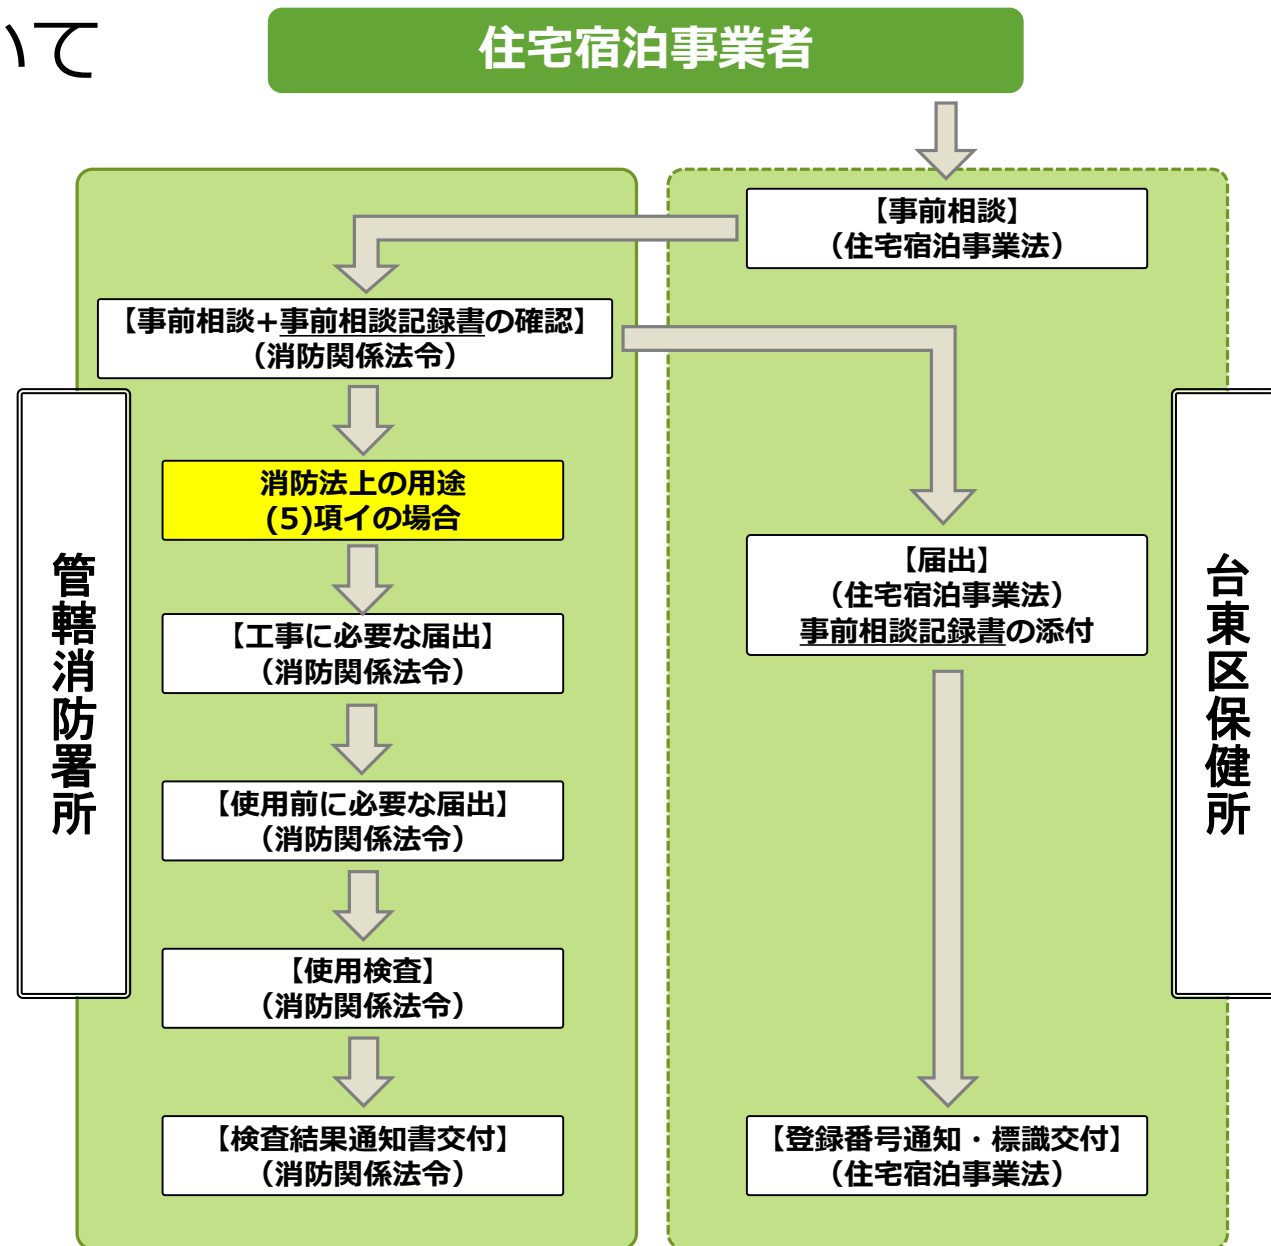 いて
住宅宿泊事業者
【事前相談】
（住宅宿泊事業法）
【事前相談+事前相談記録書の確認】
（消防関係法令）
消防法上の用途
(5)項イの場合
【工事に必要な届出】
（消防関係法令）
【使用前に必要な届出】
（消防関係法令）
【使用検査】
（消防関係法令）
【検査結果通知書交付】
（消防関係法令）
【届出】
（住宅宿泊事業法）
事前相談記録書の添付
【登録番号通知・標識交付】
（住宅宿泊事業法）
管轄消防署所
台東区保健所